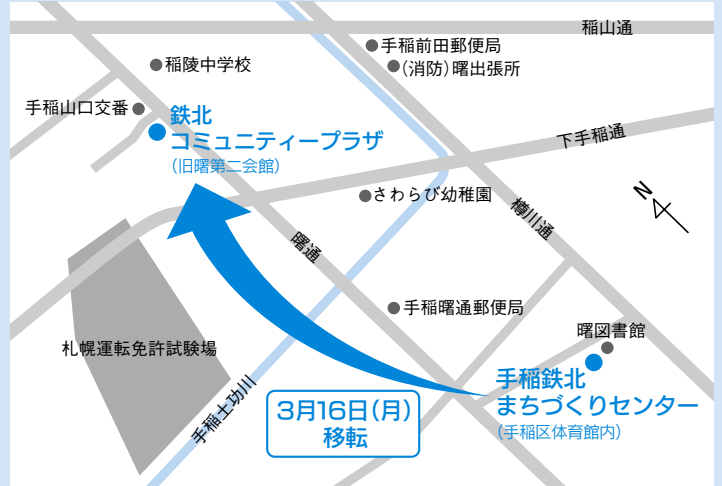 稲山通
手稲前田郵便局
(消防)曙出張所
稲陵中学校
手稲山口交番
鉄北
コミュニティープラザ
(旧曙第二会館)
下手稲通
さわらび幼稚園
N
樽川通
曙通
手稲曙通郵便局
曙図書館
札幌運転免許試験場
手稲鉄北
まちづくりセンター
(手稲区体育館内)
手稲土功川
3月16日(月)
移転